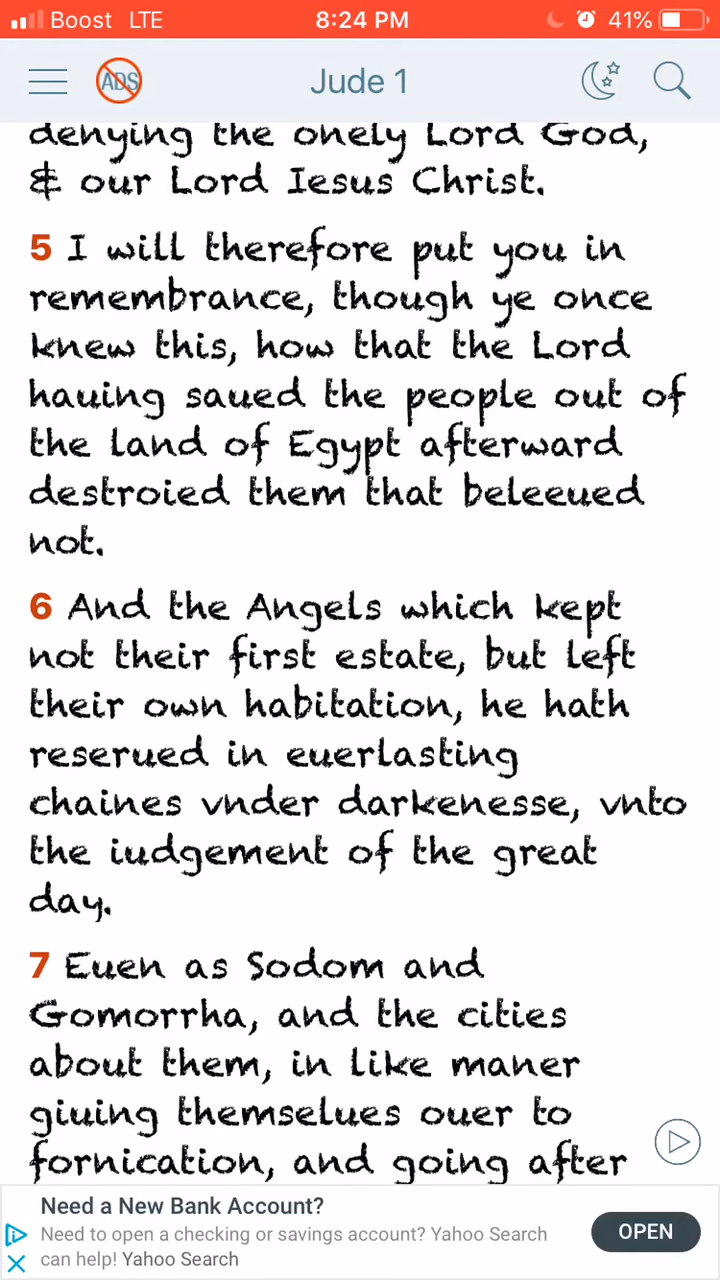 Boost LTE 8:24 PM 41%
ADS Jude 1
denying the onely Lord God,
& our Lord Iesus Christ.
5 I will therefore put you in
remembrance, though ye once
knew this, how that the Lord
hauing saued the people out of
the land of Egypt afterward
destroied them that beleeued
not.
6 And the Angels which kept
not their first estate, but left
their own habitation, he hath
reserued in euerlasting
chaines vnder darkenesse, vnto
the iudgement of the great
day.
7 Euen as Sodom and
Gomorrha, and the cities
about them, in like maner
giuing themselues ouer to
fornication, and going after
Need a New Bank Account?
Need to open a checking or savings account? Yahoo Search
can help! Yahoo Search
OPEN